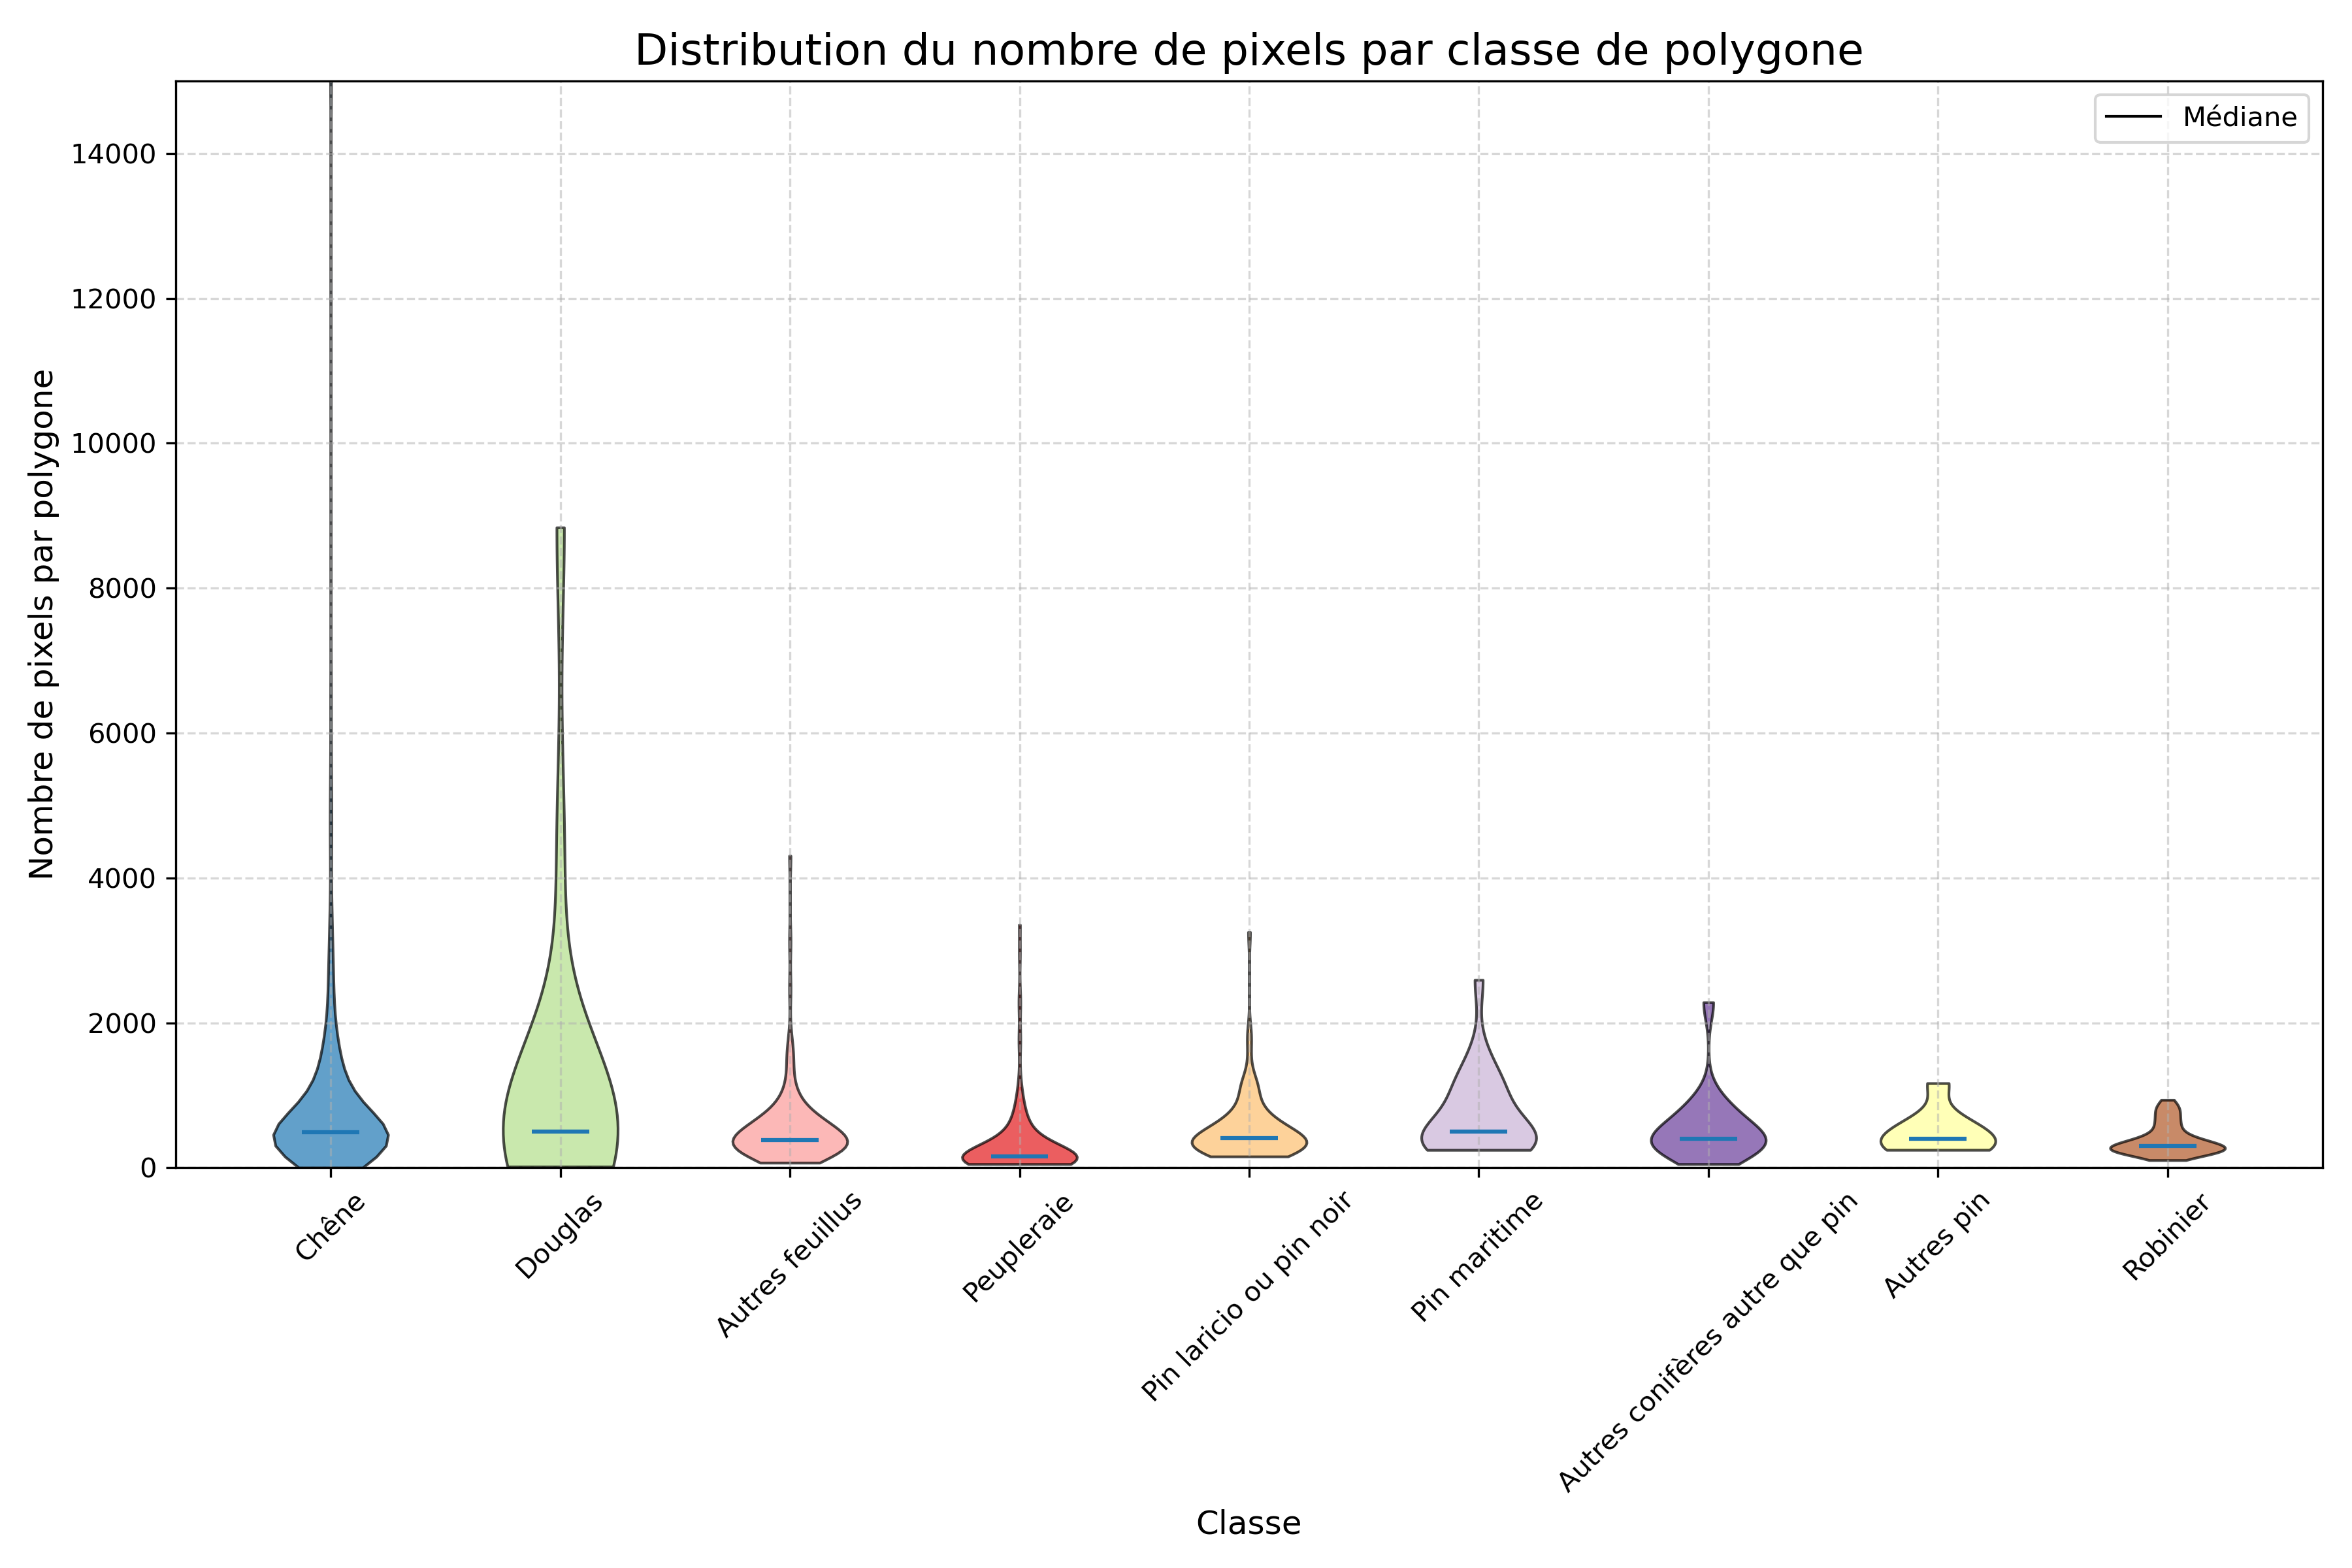 Distribution du nombre de pixels par classe de polygone
Médiane
Nombre de pixels par polygone
14000
12000
10000
8000
6000
4000
2000
0
Chêne
Douglas
Autres feuillus
Peupleraie
Pin laricio ou pin noir
Pin maritime
Autres conifères autre que pin
Autres pin
Robinier
Classe